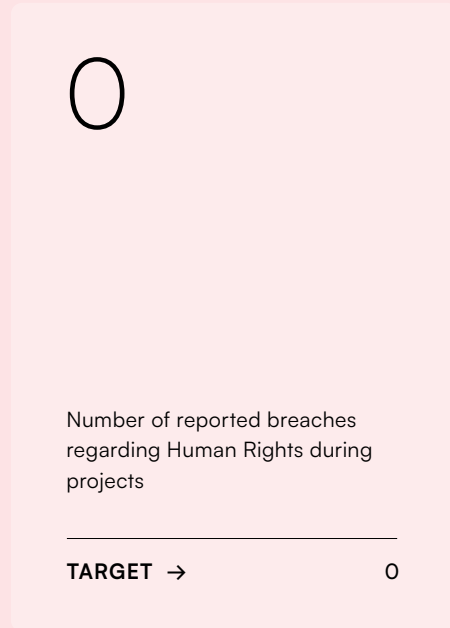 0
Number of reported breaches
regarding Human Rights during
projects
TARGET → 0